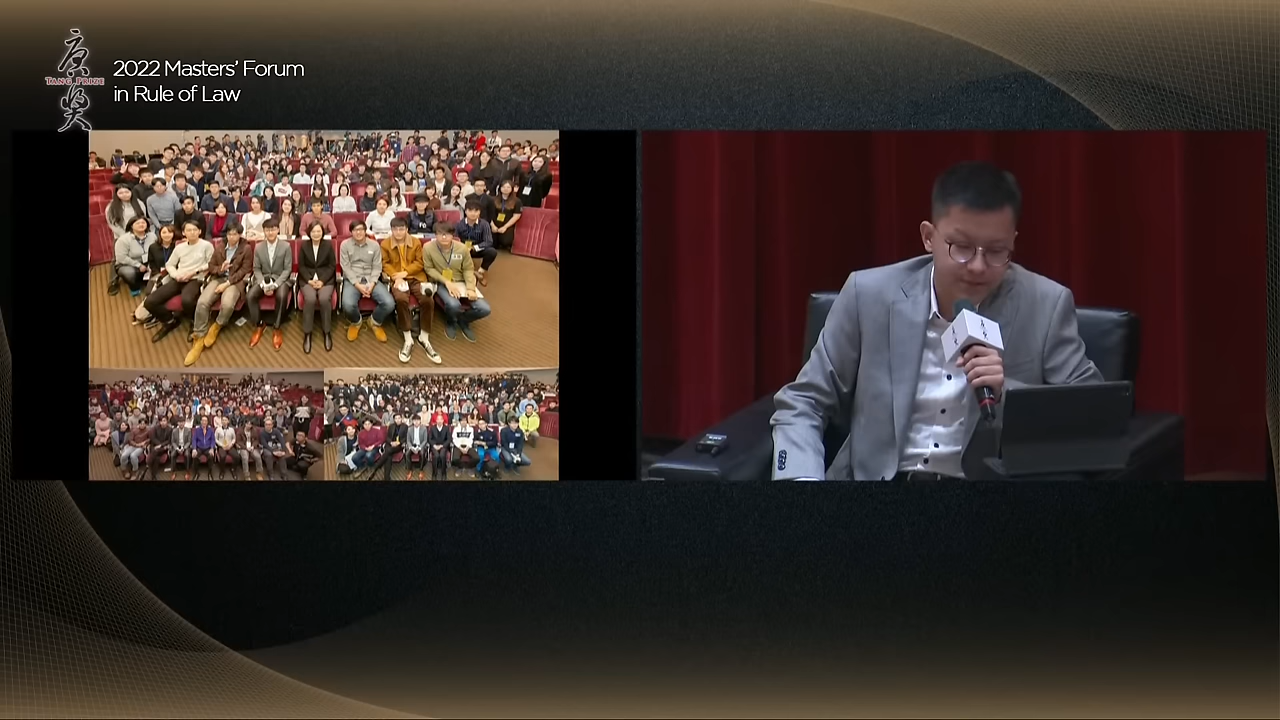 唐
TANG PRIZE
獎
2022 Masters' Forum
in Rule of Law